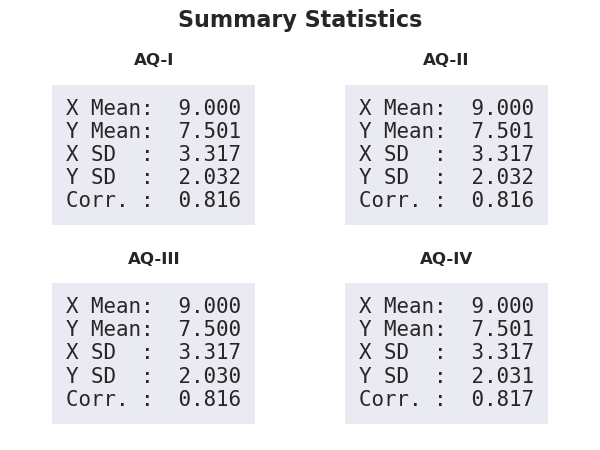 Summary Statistics
AQ-I
X Mean:  9.000
Y Mean:  7.501
X SD  :  3.317
Y SD  :  2.032
Corr. :  0.816
AQ-II
X Mean:  9.000
Y Mean:  7.501
X SD  :  3.317
Y SD  :  2.032
Corr. :  0.816
AQ-III
X Mean:  9.000
Y Mean:  7.500
X SD  :  3.317
Y SD  :  2.030
Corr. :  0.816
AQ-IV
X Mean:  9.000
Y Mean:  7.501
X SD  :  3.317
Y SD  :  2.031
Corr. :  0.817